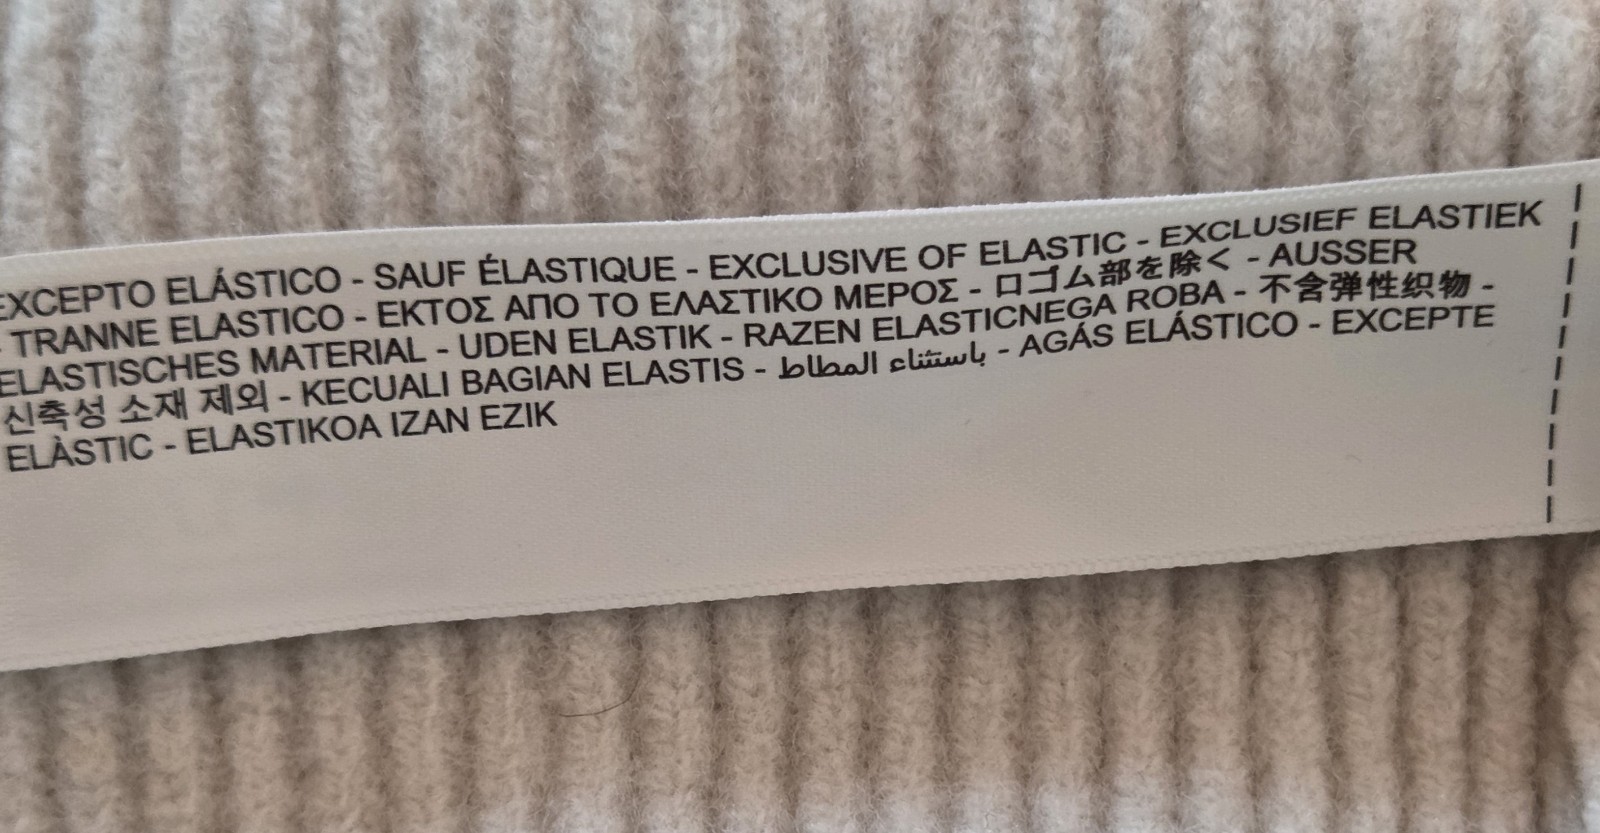 EXCEPTO ELÁSTICO - SAUF ÉLASTIQUE - EXCLUSIVE OF ELASTIC - EXCLUSIEF ELASTIEK
- TRANNE ELASTICO - ΕΚΤΟΣ ΑΠΟ ΤΟ ΕΛΑΣΤΙΚΟ ΜΕΡΟΣ - 口ゴム部を除く - AUSSER
ELASTISCHES MATERIAL - UDEN ELASTIK - RAZEN ELASTICNEGA ROBA - 不含弹性织物 -
신축성 소재 제외 - KECUALI BAGIAN ELASTIS - باستثناء المطاط - AGÁS ELÁSTICO - EXCEPTE
ELÀSTIC - ELASTIKOA IZAN EZIK